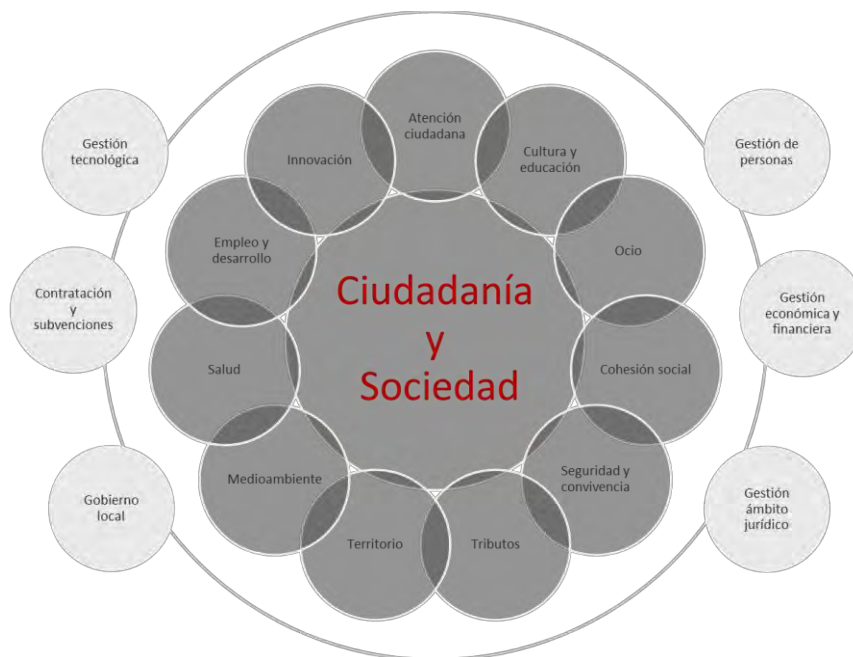 Atención
ciudadana
Cultura y
educación
Ocio
Cohesión social
Seguridad y
convivencia
Tributos
Territorio
Medioambiente
Salud
Empleo y
desarrollo
Innovación
Ciudadanía
y
Sociedad
Gestión
tecnológica
Contratación
y
subvenciones
Gobierno
local
Gestión de
personas
Gestión
económica y
financiera
Gestión
ámbito
jurídico